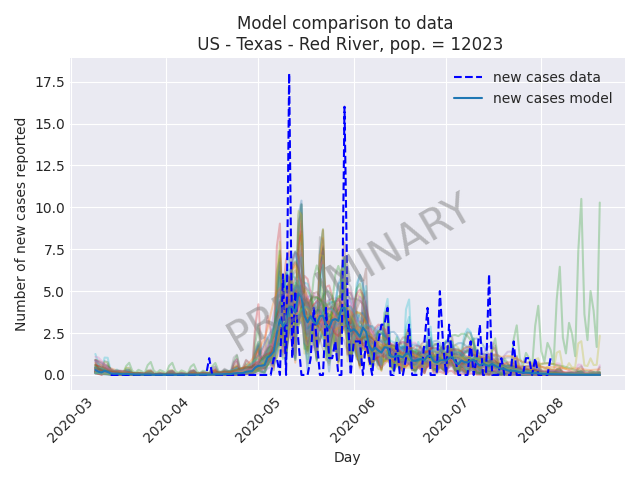 Model comparison to data
US - Texas - Red River, pop. = 12023
new cases data
new cases model
Number of new cases reported
17.5
15.0
12.5
10.0
7.5
5.0
2.5
0.0
PRELIMINARY
2020-03
2020-04
2020-05
2020-06
2020-07
2020-08
Day